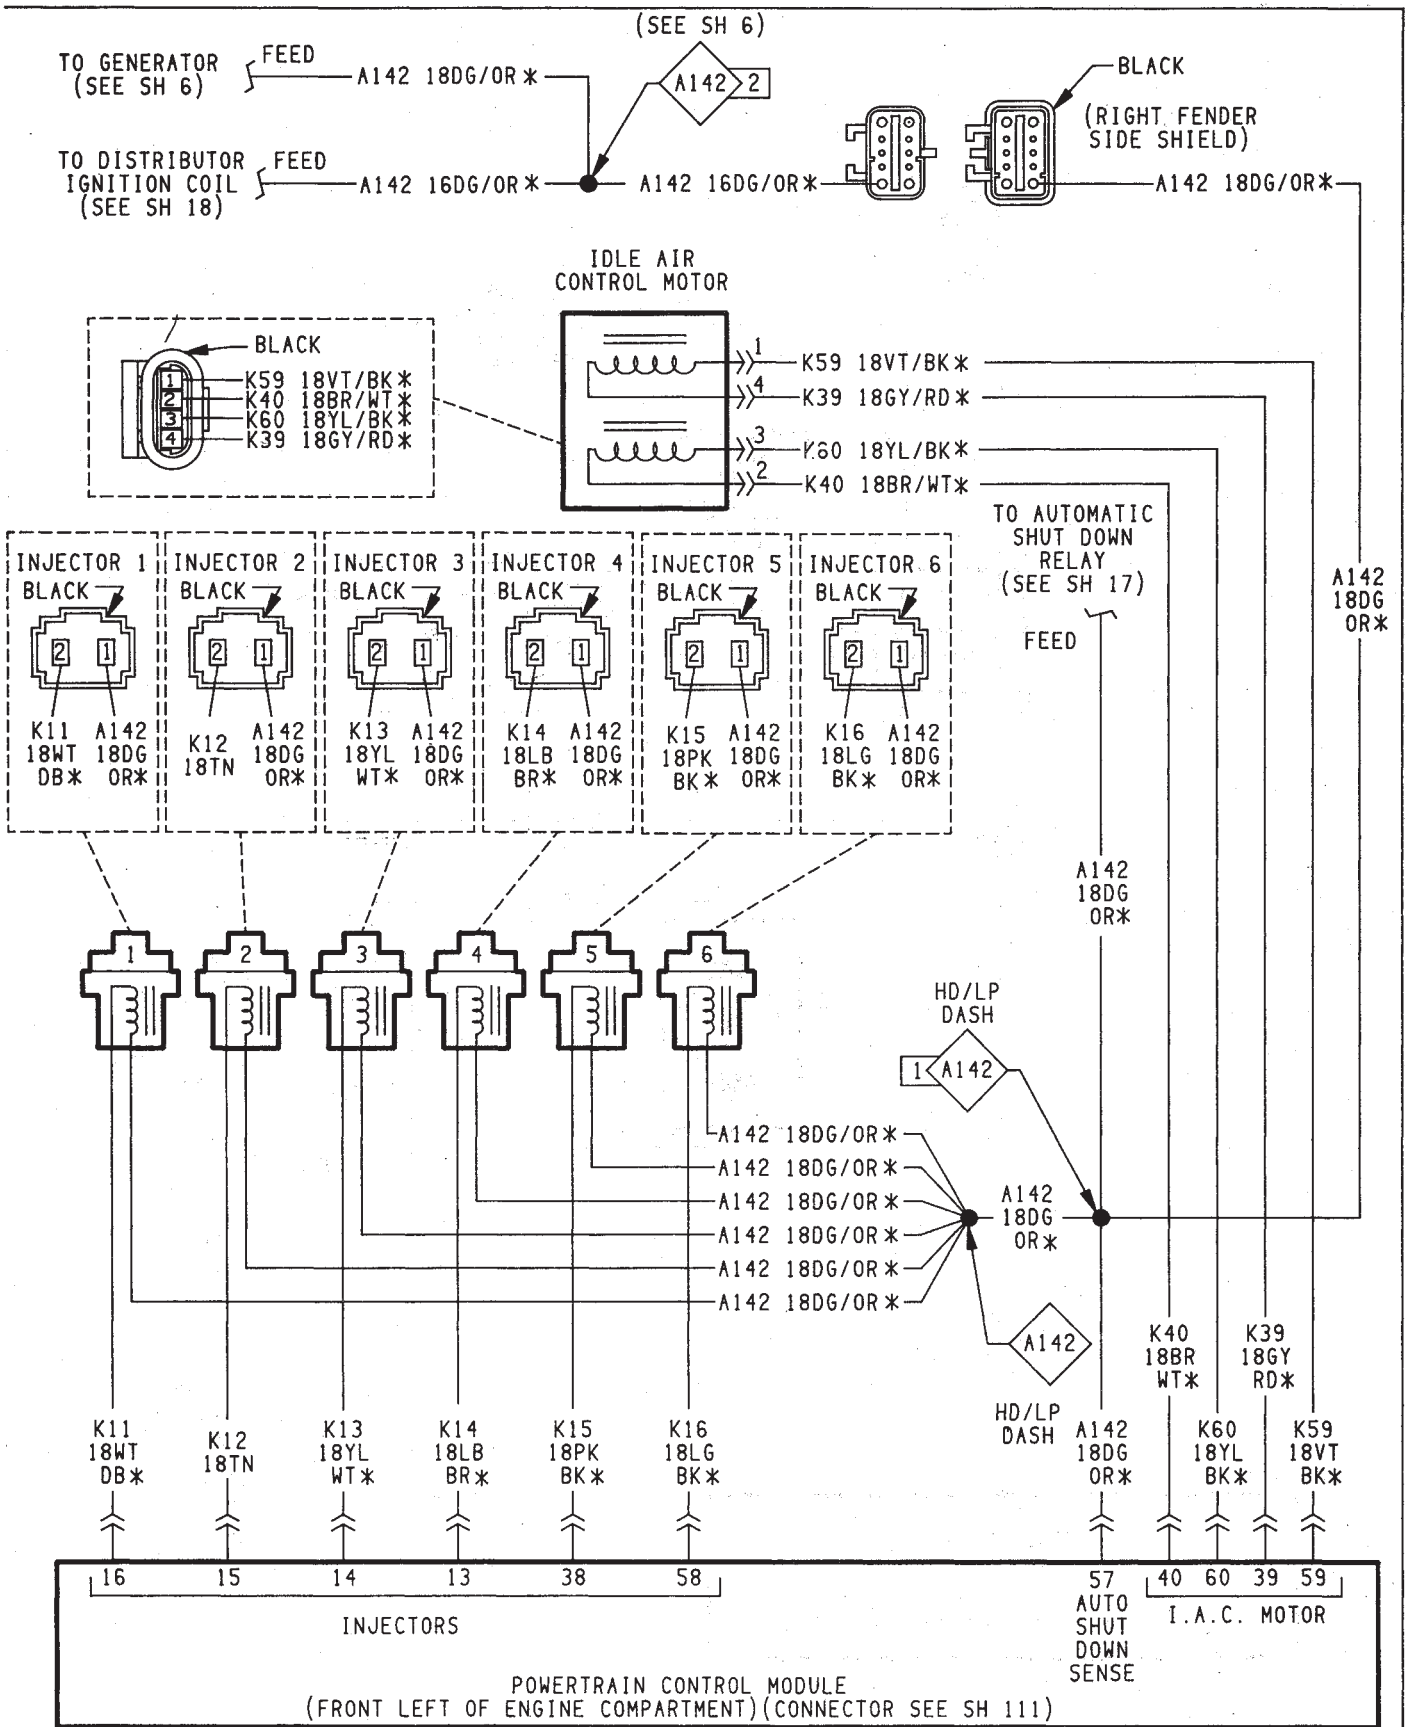 (SEE SH 6)
TO GENERATOR
(SEE SH 6)
FEED
A142 18DG/OR*
A142
2
BLACK
(RIGHT FENDER
SIDE SHIELD)
TO DISTRIBUTOR
IGNITION COIL
(SEE SH 18)
FEED
A142 16DG/OR*
A142 16DG/OR*
A142 18DG/OR*
IDLE AIR
CONTROL MOTOR
BLACK
1
K59 18VT/BK*
2
K40 18BR/WT*
3
K60 18YL/BK*
4
K39 18GY/RD*
1
K59 18VT/BK*
4
K39 18GY/RD*
3
K60 18YL/BK*
2
K40 18BR/WT*
TO AUTOMATIC
SHUT DOWN
RELAY
(SEE SH 17)
FEED
A142
18DG
OR*
INJECTOR 1
BLACK
2 1
K11
18WT
DB*
A142
18DG
OR*
INJECTOR 2
BLACK
2 1
K12
18TN
A142
18DG
OR*
INJECTOR 3
BLACK
2 1
K13
18YL
WT*
A142
18DG
OR*
INJECTOR 4
BLACK
2 1
K14
18LB
BR*
A142
18DG
OR*
INJECTOR 5
BLACK
2 1
K15
18PK
BK*
A142
18DG
OR*
INJECTOR 6
BLACK
2 1
K16
18LG
BK*
A142
18DG
OR*
A142
18DG
OR*
1 2 3 4 5 6
HD/LP
DASH
1
A142
A142 18DG/OR*
A142 18DG/OR*
A142 18DG/OR*
A142 18DG/OR*
A142 18DG/OR*
A142 18DG/OR*
A142
18DG
OR*
A142
HD/LP
DASH
K11
18WT
DB*
K12
18TN
K13
18YL
WT*
K14
18LB
BR*
K15
18PK
BK*
K16
18LG
BK*
A142
18DG
OR*
K40
18BR
WT*
K60
18YL
BK*
K39
18GY
RD*
K59
18VT
BK*
16 15 14 13 38 58
INJECTORS
57
AUTO
SHUT
DOWN
SENSE
40 60 39 59
I.A.C. MOTOR
POWERTRAIN CONTROL MODULE
(FRONT LEFT OF ENGINE COMPARTMENT)(CONNECTOR SEE SH 111)